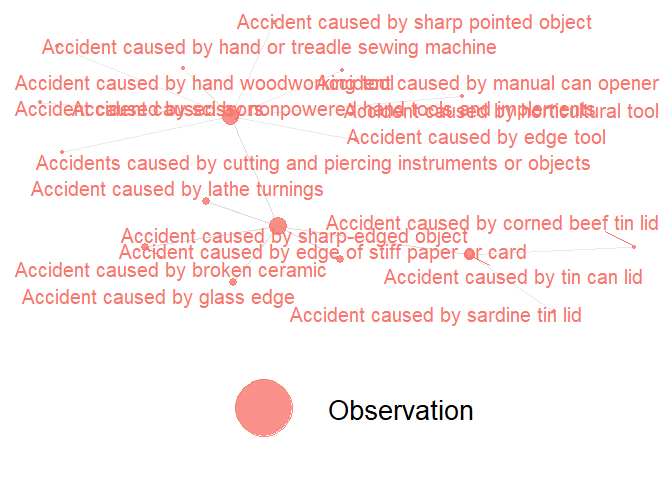 Accident caused by sharp pointed object
Accident caused by hand or treadle sewing machine
Accident caused by hand woodworking tool
Accident caused by manual can opener
Accident caused by scissors
Accident caused by nonpowered hand tools and implements
Accident caused by horticultural tool
Accident caused by edge tool
Accidents caused by cutting and piercing instruments or objects
Accident caused by lathe turnings
Accident caused by corned beef tin lid
Accident caused by sharp-edged object
Accident caused by edge of stiff paper or card
Accident caused by broken ceramic
Accident caused by tin can lid
Accident caused by glass edge
Accident caused by sardine tin lid
Observation